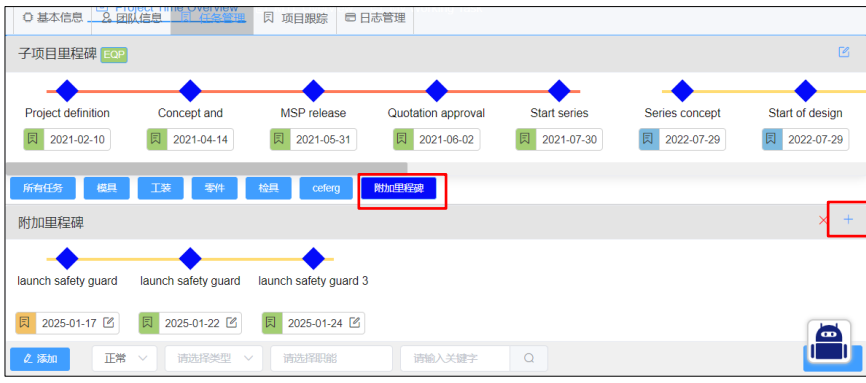 Project Time Overview
基本信息 团队信息 任务管理 项目跟踪 日志管理
子项目里程碑 EQP
Project definition Concept and MSP release Quotation approval Start series Series concept Start of design
2021-02-10 2021-04-14 2021-05-31 2021-06-02 2021-07-30 2022-07-29 2022-07-29
所有任务 模具 工装 零件 检具 ceferg 附加里程碑
附加里程碑
launch safety guard launch safety guard launch safety guard 3
2025-01-17 2025-01-22 2025-01-24
添加 正常 请选择类型 请选择职能 请输入关键字